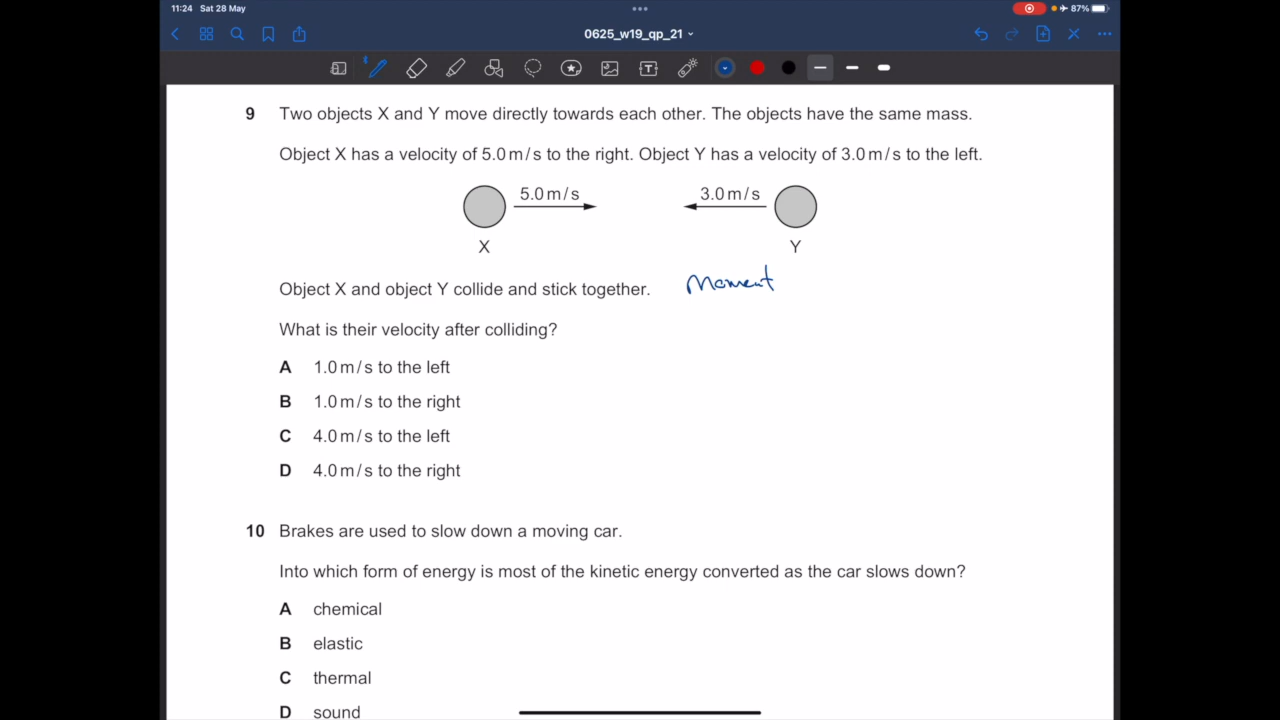 11:24 Sat 28 May
87%
0625_w19_qp_21
9 Two objects X and Y move directly towards each other. The objects have the same mass.
Object X has a velocity of 5.0 m/s to the right. Object Y has a velocity of 3.0 m/s to the left.
5.0 m/s 3.0 m/s
X Y
Object X and object Y collide and stick together. Moment
What is their velocity after colliding?
A 1.0 m/s to the left
B 1.0 m/s to the right
C 4.0 m/s to the left
D 4.0 m/s to the right
10 Brakes are used to slow down a moving car.
Into which form of energy is most of the kinetic energy converted as the car slows down?
A chemical
B elastic
C thermal
D sound